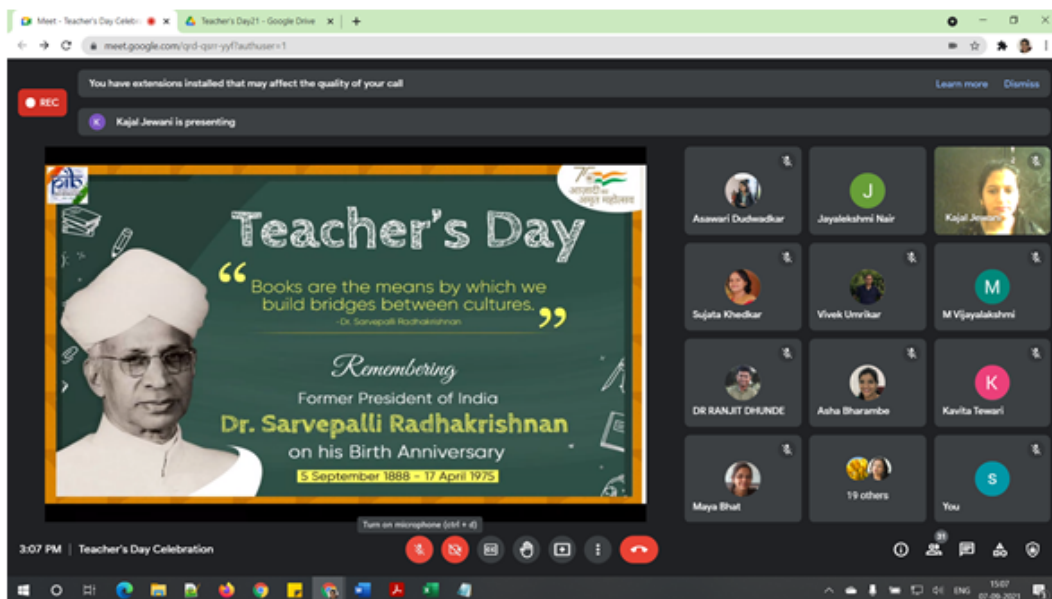 Meet - Teacher's Day Celeb
Teacher's Day21 - Google Drive
meet.google.com/qrd-qsrr-yyf?authuser=1
You have extensions installed that may affect the quality of your call
Learn more
Dismiss
REC
K
Kajal Jewani is presenting
pib
आज़ादी का
अमृत महोत्सव
Teacher's Day
“Books are the means by which we
build bridges between cultures.”
-Dr. Sarvepalli Radhakrishnan
Remembering
Former President of India
Dr. Sarvepalli Radhakrishnan
on his Birth Anniversary
5 September 1888 - 17 April 1975
Asawari Dudwadkar
J
Jayalekshmi Nair
Kajal Jewani
Sujata Khedkar
Vivek Umrikar
M
M Vijayalakshmi
DR RANJIT DHUNDE
Asha Bharambe
K
Kavita Tewari
Maya Bhat
19 others
S
You
Turn on microphone (ctrl + d)
3:07 PM | Teacher's Day Celebration
31
ENG
15:07
07-09-2021